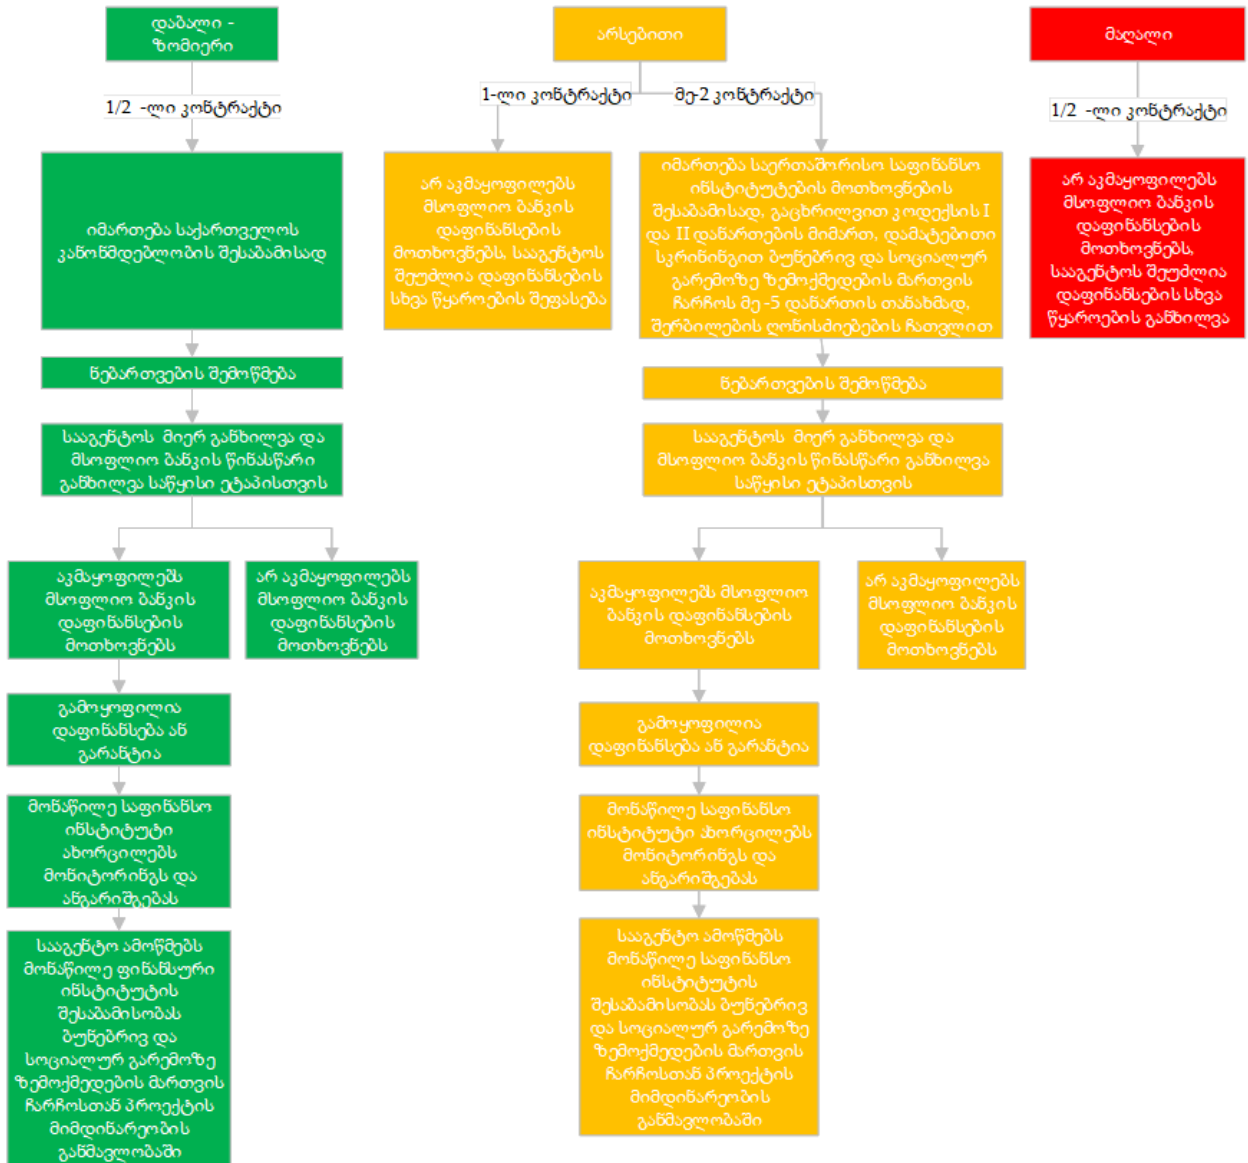 დაბალი -
ზომიერი
1/2 -ლი კონტრაქტი
იმართება საქართველოს
კანონმდებლობის შესაბამისად
ნებართვების შემოწმება
სააგენტოს მიერ განხილვა და
მსოფლიო ბანკის წინასწარი
განხილვა საწყისი ეტაპისთვის
აკმაყოფილებს
მსოფლიო ბანკის
დაფინანსების
მოთხოვნებს
არ აკმაყოფილებს
მსოფლიო ბანკის
დაფინანსების
მოთხოვნებს
გამოყოფილია
დაფინანსება ან
გარანტია
მონაწილე საფინანსო
ინსტიტუტი
ახორცილებს
მონიტორინგს და
ანგარიშგებას
სააგენტო ამოწმებს
მონაწილე ფინანსური
ინსტიტუტის
შესაბამისობას
ბუნებრივ და
სოციალურ გარემოზე
ზემოქმედების მართვის
ჩარჩოსთან პროექტის
მიმდინარეობის
განმავლობაში
არსებითი
1-ლი კონტრაქტი
მე-2 კონტრაქტი
არ აკმაყოფილებს
მსოფლიო ბანკის
დაფინანსების
მოთხოვნებს, სააგენტოს
შეუძლია დაფინანსების
სხვა წყაროების შეფასება
იმართება საერთაშორისო საფინანსო
ინსტიტუტების მოთხოვნების
შესაბამისად, გაცხრილვით კოდექსის I
და II დანართების მიმართ, დამატებითი
სკრინინგით ბუნებრივ და სოციალურ
გარემოზე ზემოქმედების მართვის
ჩარჩოს მე -5 დანართის თანახმად,
შერბილების ღონისძიებების ჩათვლით
ნებართვების შემოწმება
სააგენტოს მიერ განხილვა და
მსოფლიო ბანკის წინასწარი განხილვა
საწყისი ეტაპისთვის
აკმაყოფილებს მსოფლიო
ბანკის დაფინანსების
მოთხოვნებს
არ აკმაყოფილებს
მსოფლიო ბანკის
დაფინანსების
მოთხოვნებს
გამოყოფილია
დაფინანსება ან გარანტია
მონაწილე საფინანსო
ინსტიტუტი ახორცილებს
მონიტორინგს და
ანგარიშგებას
სააგენტო ამოწმებს
მონაწილე საფინანსო
ინსტიტუტის
შესაბამისობას ბუნებრივ
და სოციალურ გარემოზე
ზემოქმედების მართვის
ჩარჩოსთან პროექტის
მიმდინარეობის
განმავლობაში
მაღალი
1/2 -ლი კონტრაქტი
არ აკმაყოფილებს
მსოფლიო ბანკის
დაფინანსების
მოთხოვნებს,
სააგენტოს შეუძლია
დაფინანსების სხვა
წყაროების განხილვა